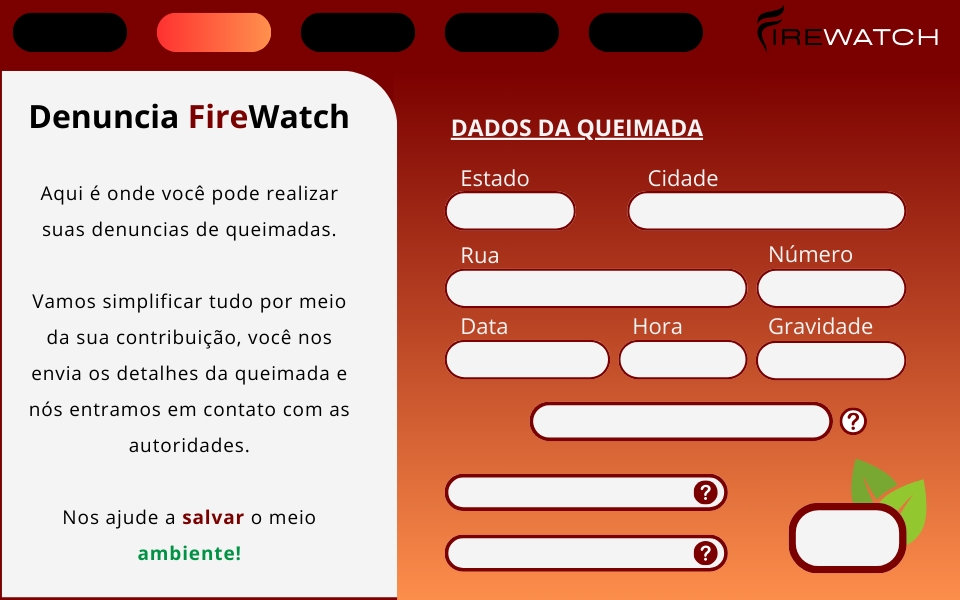 FIREWATCH
Denuncia FireWatch
Aqui é onde você pode realizar
suas denuncias de queimadas.
Vamos simplificar tudo por meio
da sua contribuição, você nos
envia os detalhes da queimada e
nós entramos em contato com as
autoridades.
Nos ajude a salvar o meio
ambiente!
DADOS DA QUEIMADA
Estado
Cidade
Rua
Número
Data
Hora
Gravidade
?
?
?